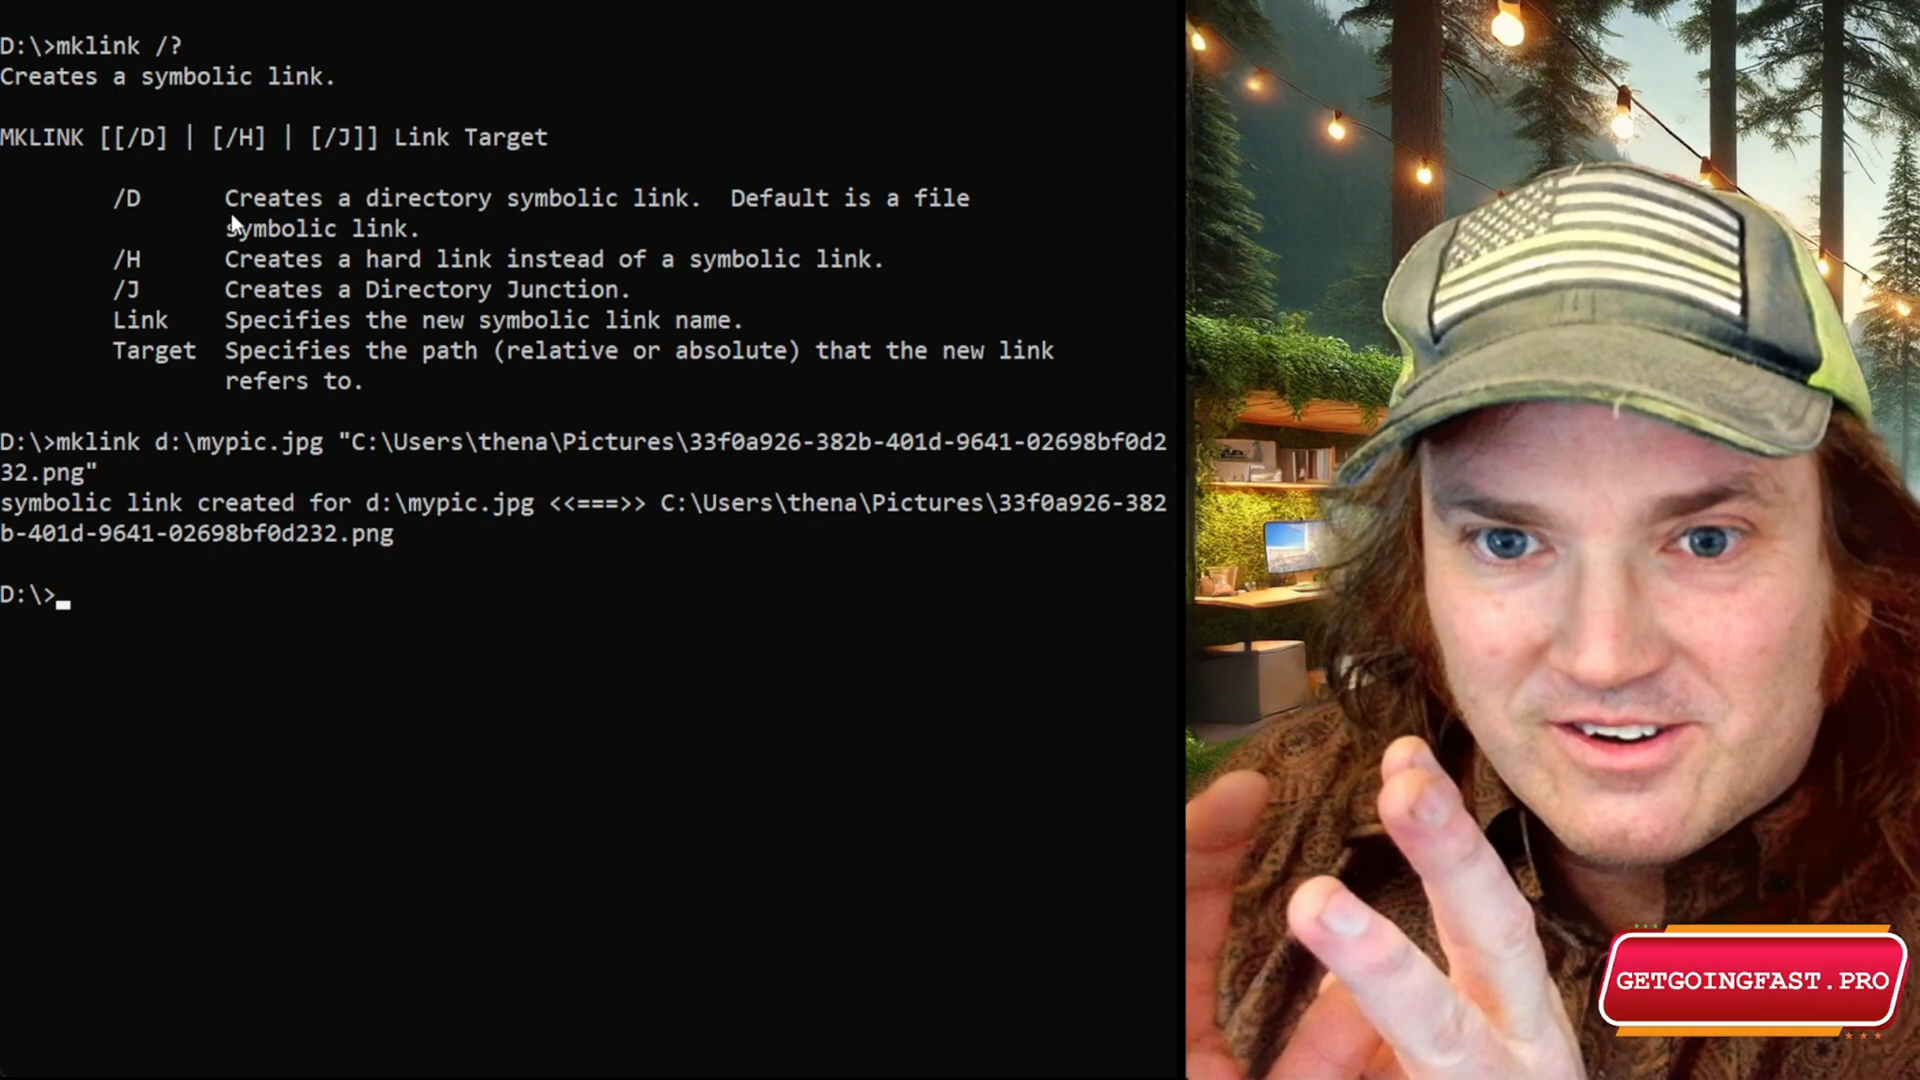 D:\>mklink /?
Creates a symbolic link.
MKLINK [[/D] | [/H] | [/J]] Link Target
/D Creates a directory symbolic link. Default is a file
symbolic link.
/H Creates a hard link instead of a symbolic link.
/J Creates a Directory Junction.
Link Specifies the new symbolic link name.
Target Specifies the path (relative or absolute) that the new link
refers to.
D:\>mklink d:\mypic.jpg "C:\Users\thena\Pictures\33f0a926-382b-401d-9641-02698bf0d2
32.png"
symbolic link created for d:\mypic.jpg <<===>> C:\Users\thena\Pictures\33f0a926-382
b-401d-9641-02698bf0d232.png
D:\>
GETGOINGFAST.PRO